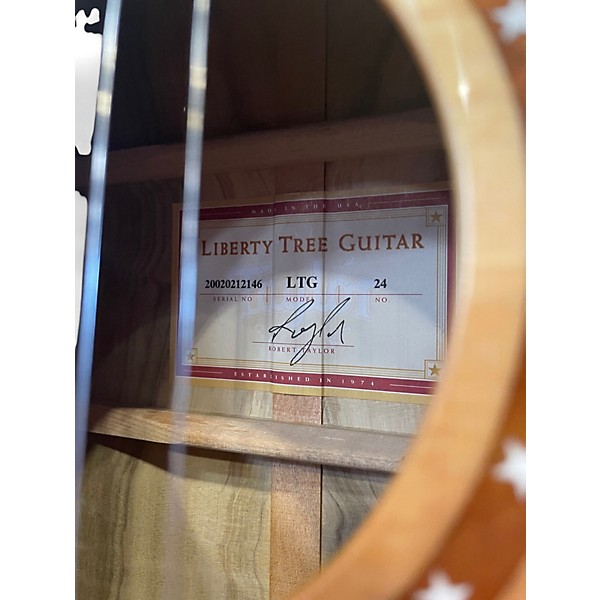 MADE IN THE USA
LIBERTY TREE GUITAR
20020212146 LTG 24
SERIAL NO MODEL NO
ROBERT TAYLOR
ESTABLISHED IN 1974